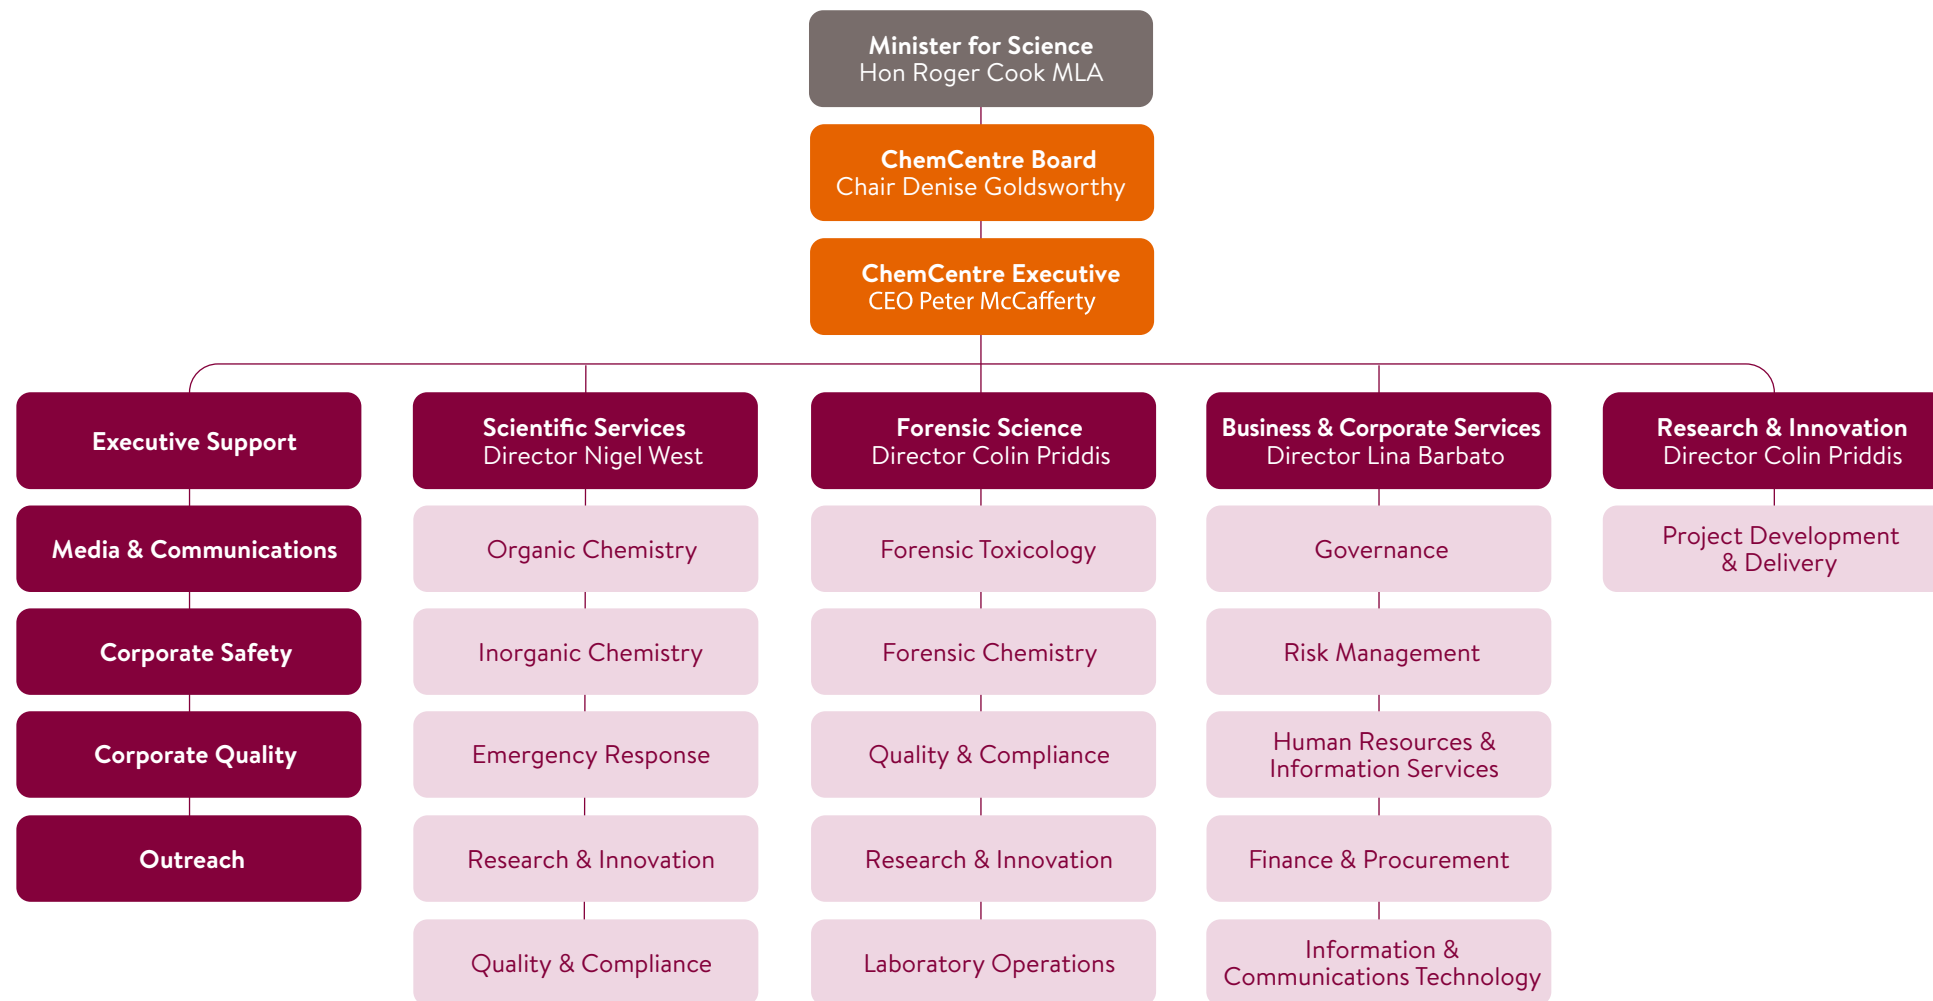 Minister for Science
Hon Roger Cook MLA
ChemCentre Board
Chair Denise Goldsworthy
ChemCentre Executive
CEO Peter McCafferty
Executive Support
Media & Communications
Corporate Safety
Corporate Quality
Outreach
Scientific Services
Director Nigel West
Organic Chemistry
Inorganic Chemistry
Emergency Response
Research & Innovation
Quality & Compliance
Forensic Science
Director Colin Priddis
Forensic Toxicology
Forensic Chemistry
Quality & Compliance
Research & Innovation
Laboratory Operations
Business & Corporate Services
Director Lina Barbato
Governance
Risk Management
Human Resources &
Information Services
Finance & Procurement
Information &
Communications Technology
Research & Innovation
Director Colin Priddis
Project Development
& Delivery